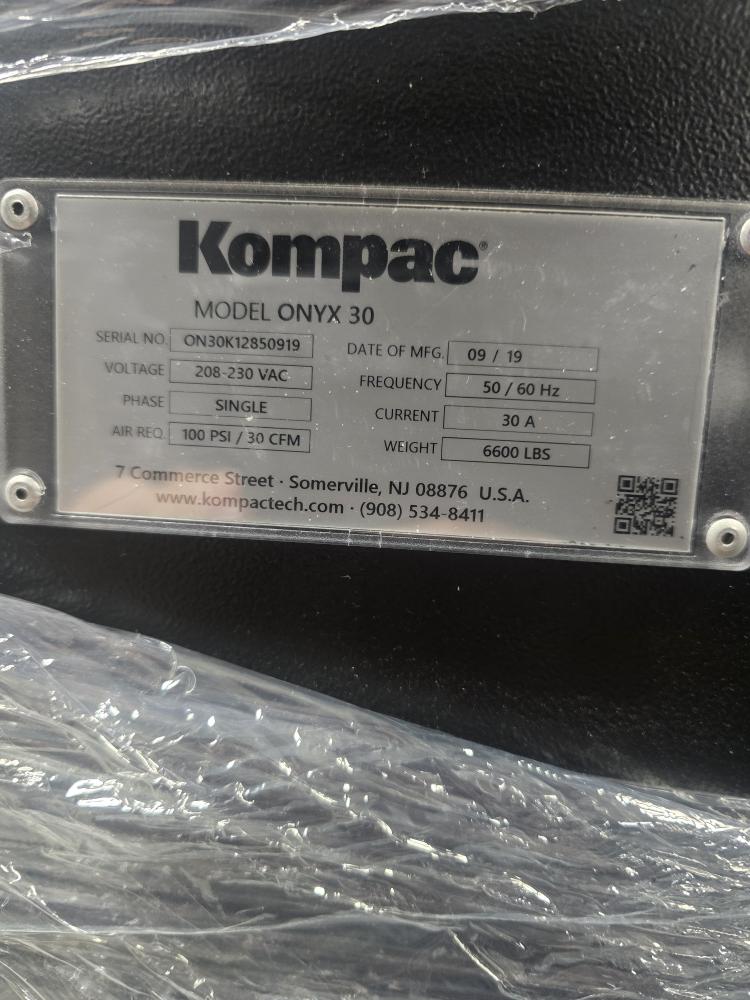 Kompac®
MODEL ONYX 30
SERIAL NO. ON30K12850919
DATE OF MFG. 09 / 19
VOLTAGE 208-230 VAC
FREQUENCY 50 / 60 Hz
PHASE SINGLE
CURRENT 30 A
AIR REQ. 100 PSI / 30 CFM
WEIGHT 6600 LBS
7 Commerce Street · Somerville, NJ 08876 U.S.A.
www.kompactech.com · (908) 534-8411